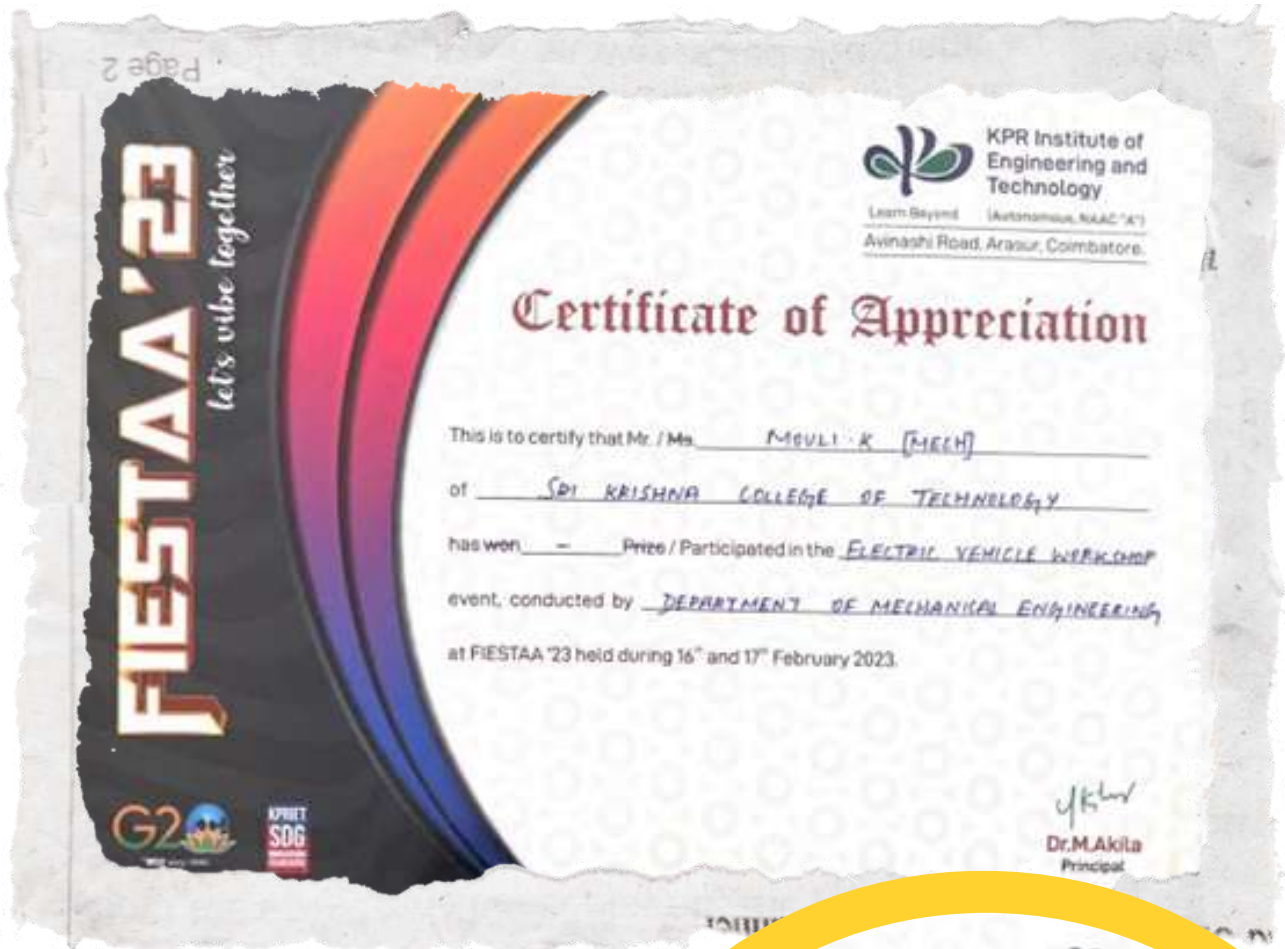 Page 2
FIESTAA '23
let's vibe together
KPR Institute of
Engineering and
Technology
Learn Beyond (Autonomous, NAAC "A")
Avinashi Road, Arasur, Coimbatore.
Certificate of Appreciation
This is to certify that Mr. / Ms. MOULI . K [MECH]
of SRI KRISHNA COLLEGE OF TECHNOLOGY
has won - Prize / Participated in the ELECTRIC VEHICLE WORKSHOP
event, conducted by DEPARTMENT OF MECHANICAL ENGINEERING
at FIESTAA '23 held during 16th and 17th February 2023.
G20
KPRIET
SDG
Dr.M.Akila
Principal